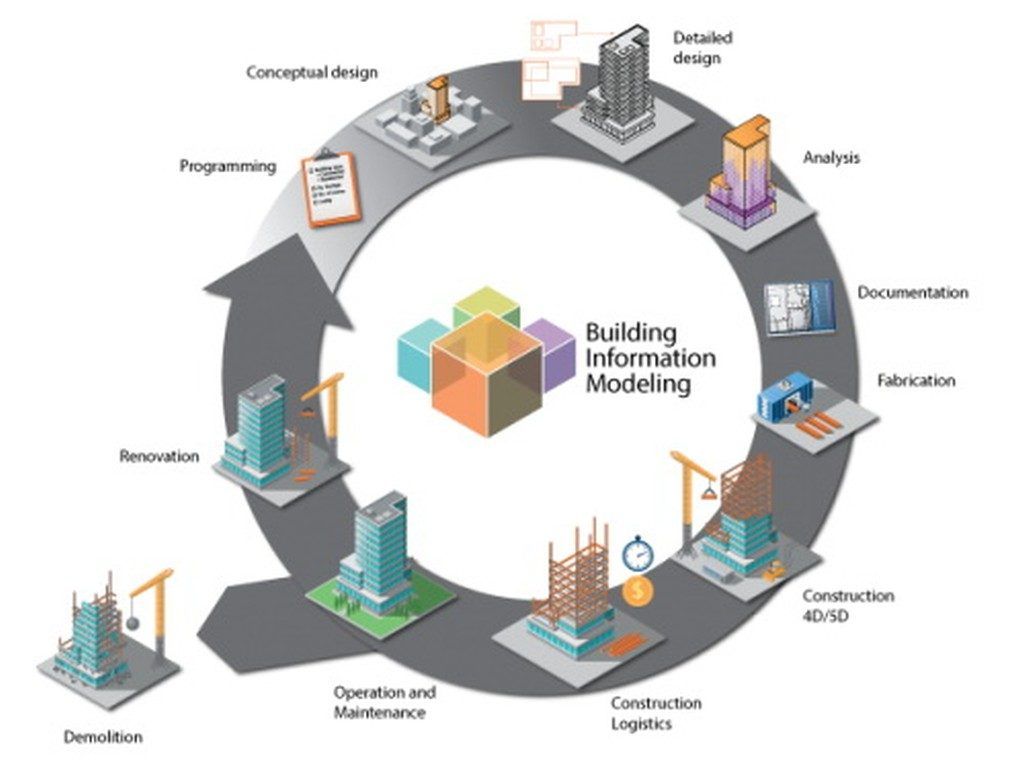 Detailed
design
Conceptual design
Programming
Analysis
Documentation
Building
Information
Modeling
Fabrication
Renovation
Construction
4D/5D
$
Operation and
Maintenance
Construction
Logistics
Demolition